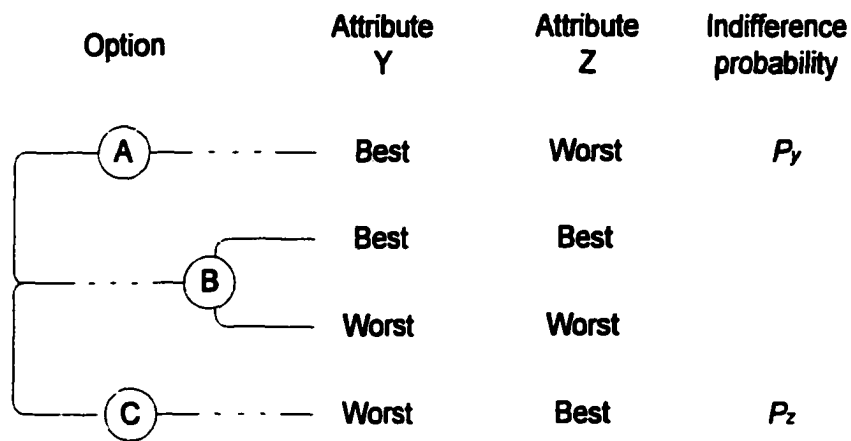 Option Attribute Y Attribute Z Indifference probability
A Best Worst Py
Best Best
B
Worst Worst
C Worst Best Pz